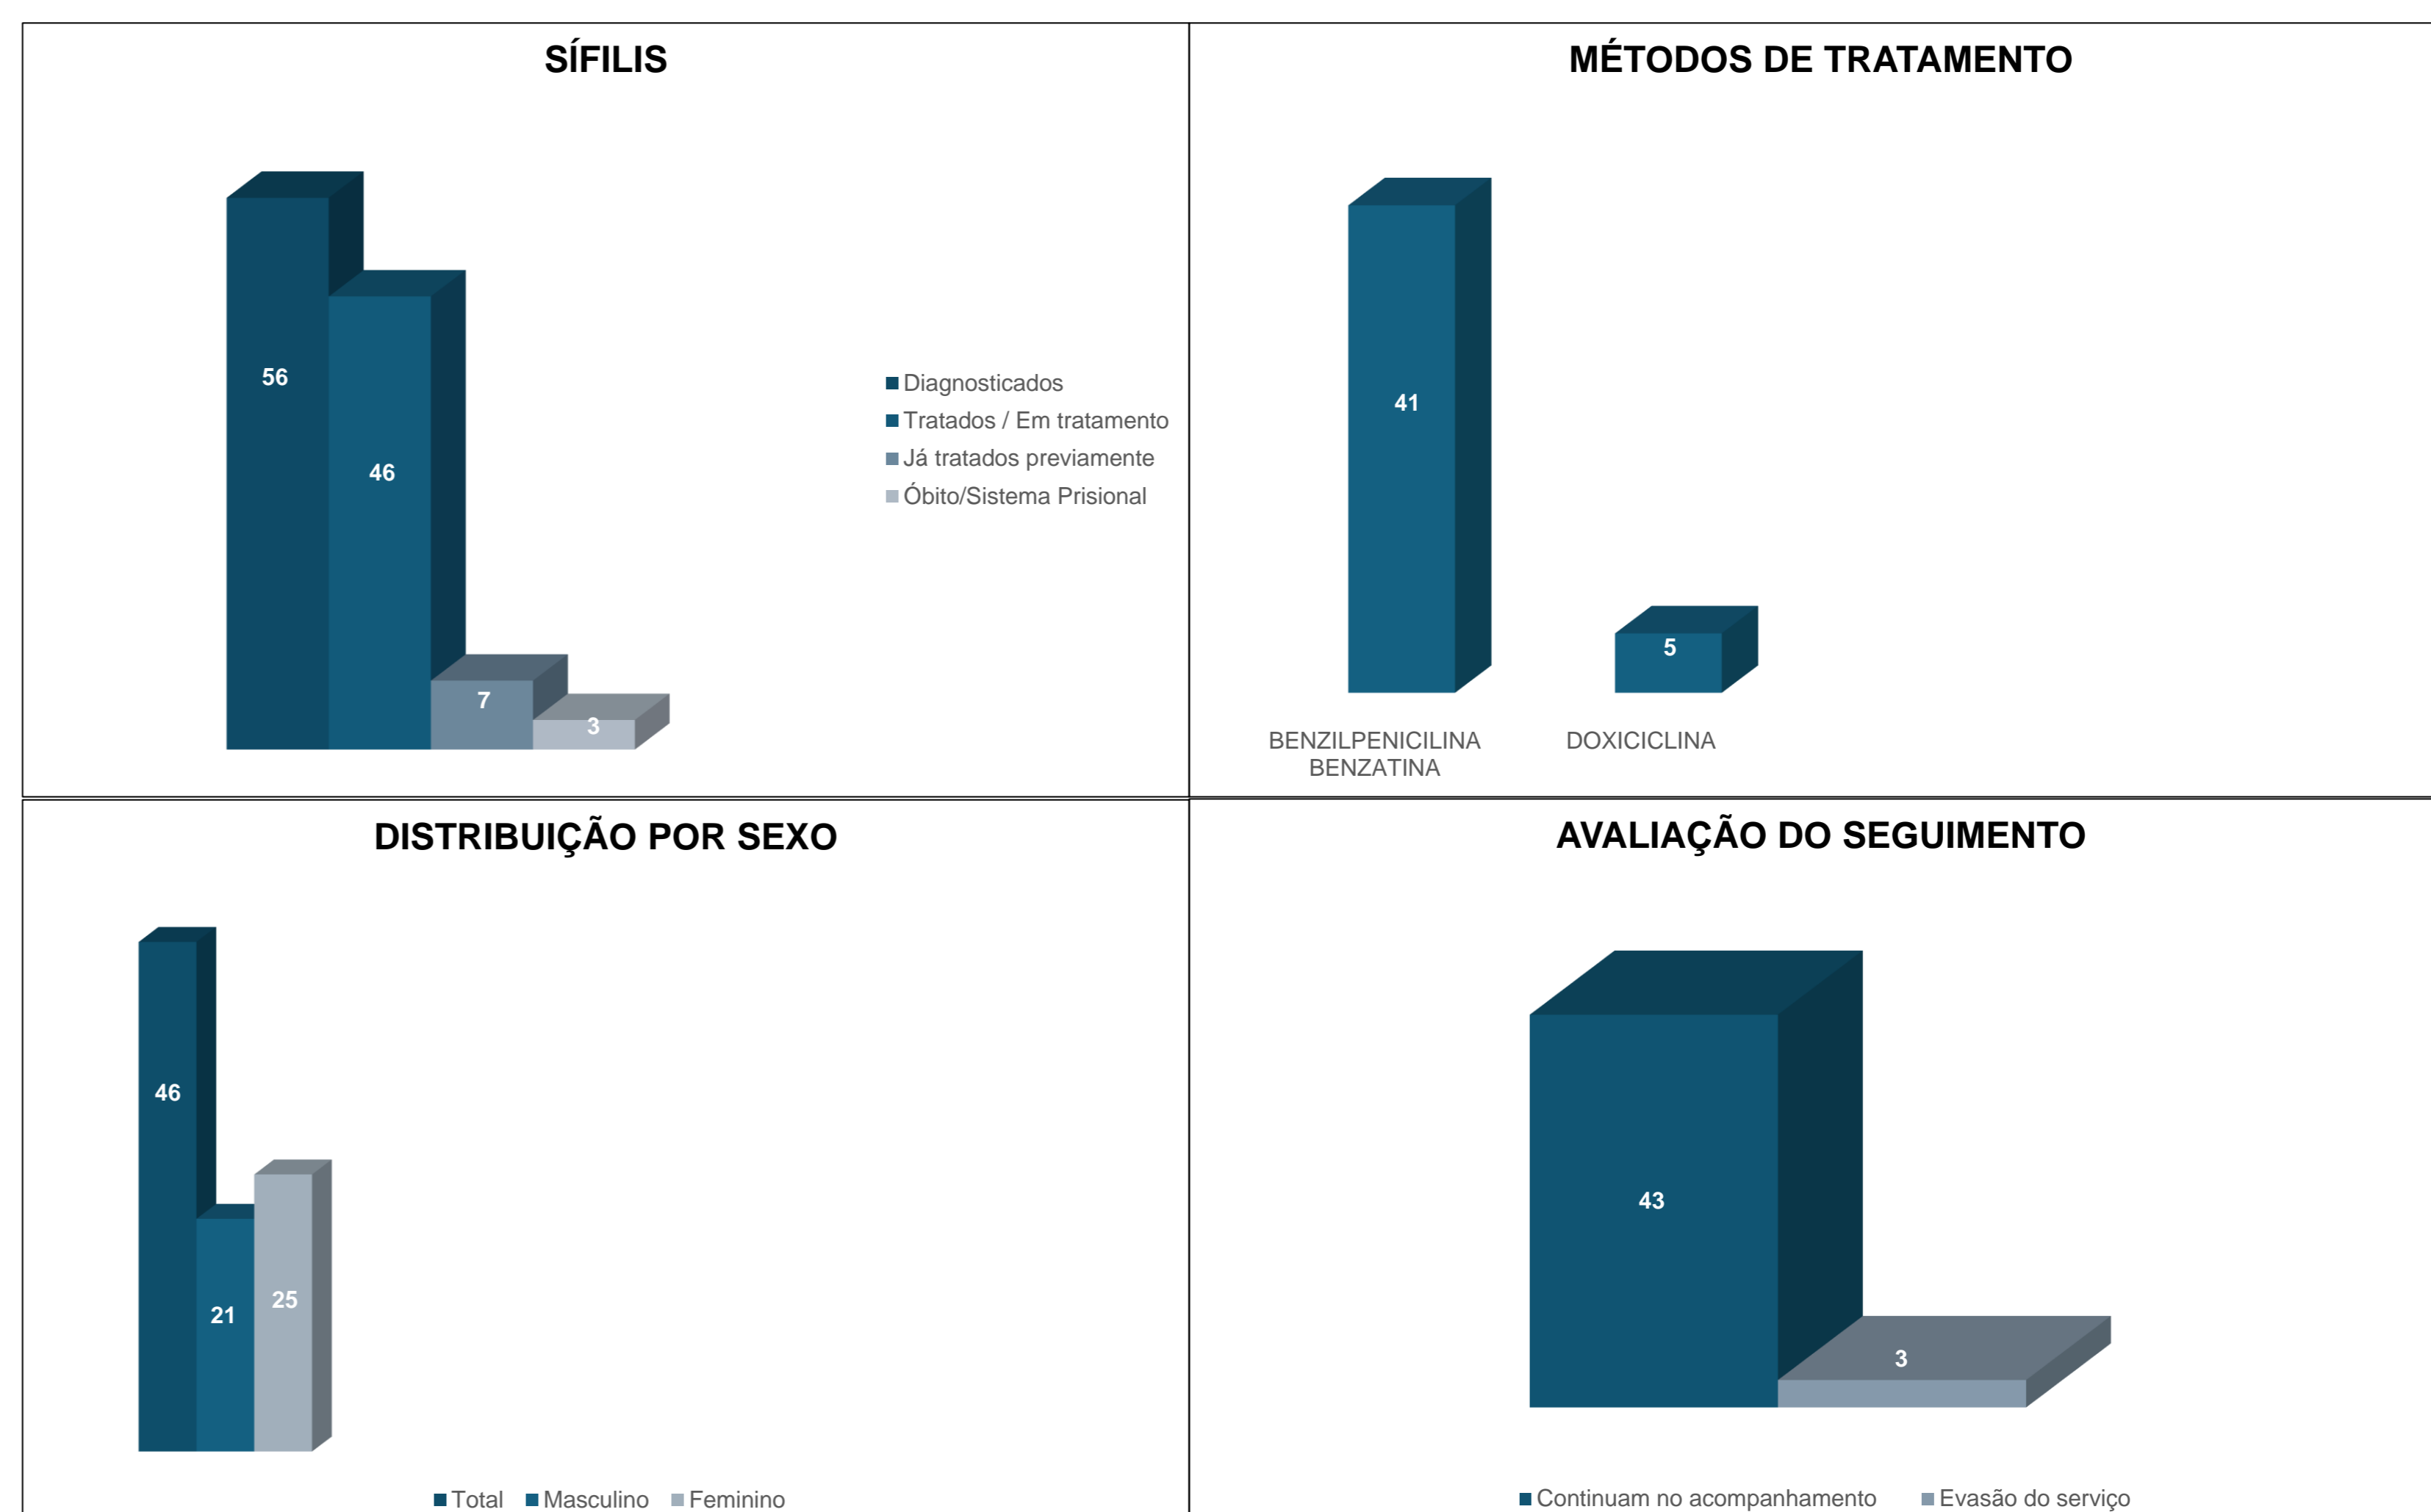 SÍFILIS
56
46
7
3
Diagnosticados
Tratados / Em tratamento
Já tratados previamente
Óbito/Sistema Prisional
MÉTODOS DE TRATAMENTO
41
5
BENZILPENICILINA
BENZATINA
DOXICICLINA
DISTRIBUIÇÃO POR SEXO
46
21
25
Total Masculino Feminino
AVALIAÇÃO DO SEGUIMENTO
43
3
Continuam no acompanhamento Evasão do serviço